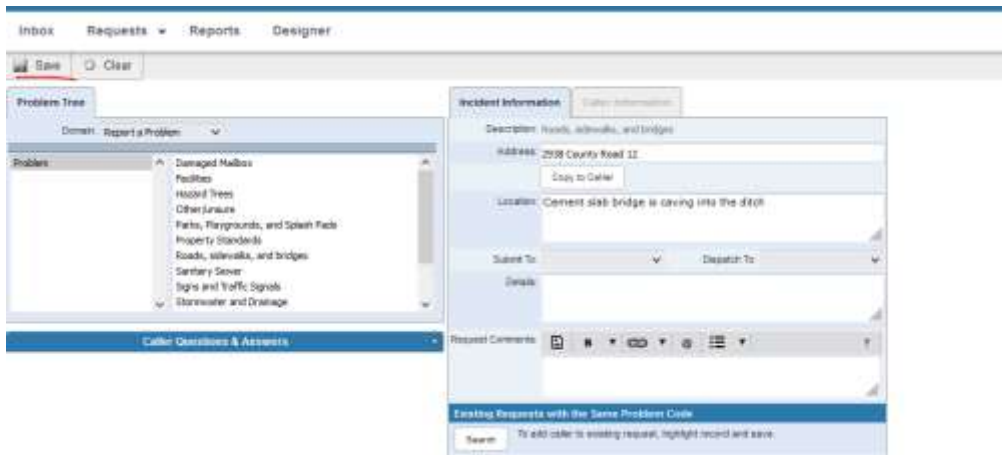 Inbox Requests Reports Designer
Save Clear
Problem Tree
Domain Report a Problem
Problem
Damaged Mailbox
Facilities
Hazard Trees
Other/unsure
Parks, Playgrounds, and Splash Pads
Property Standards
Roads, sidewalks, and bridges
Sanitary Sewer
Signs and Traffic Signals
Stormwater and Drainage
Caller Questions & Answers
Incident Information Caller Information
Description Roads, sidewalks, and bridges
Address 2938 County Road 12
Copy to Caller
Location Cement slab bridge is caving into the ditch
Submit To Dispatch To
Details
Request Comments
Existing Requests with the Same Problem Code
Search To add caller to existing request, highlight record and save